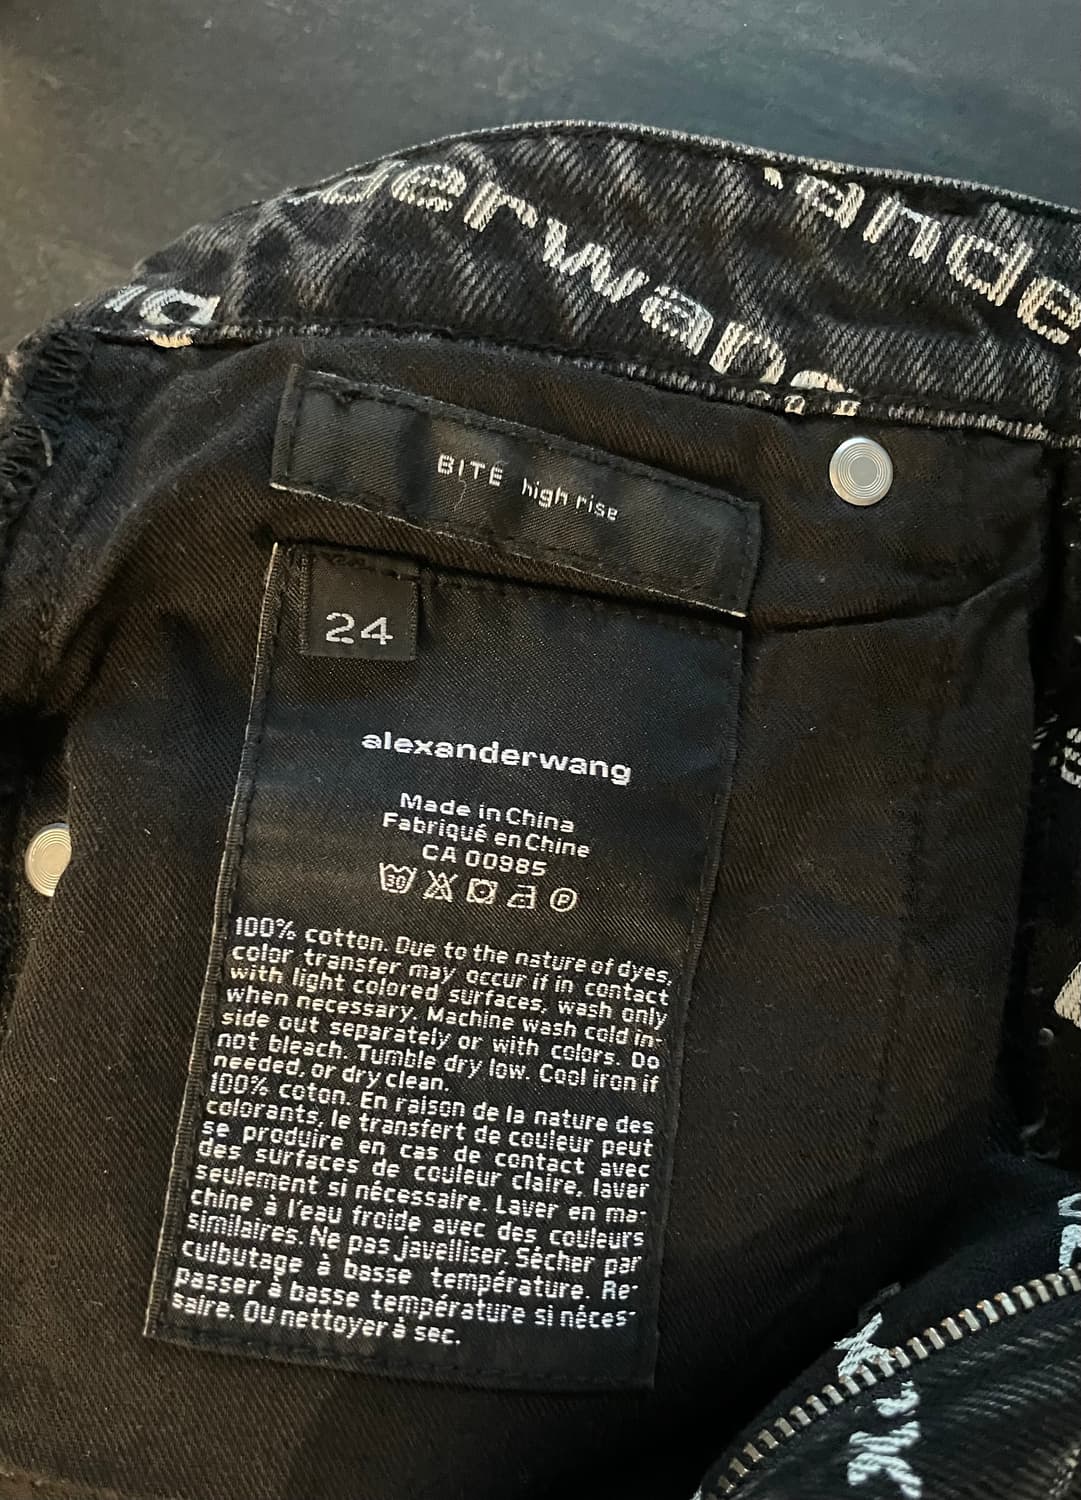 derwang
ande
BITE high rise
24
alexanderwang
Made in China
Fabriqué en Chine
CA 00985
30
P
100% cotton. Due to the nature of dyes,
color transfer may occur if in contact
with light colored surfaces, wash only
when necessary. Machine wash cold in-
side out separately or with colors. Do
not bleach. Tumble dry low. Cool iron if
needed, or dry clean.
100% coton. En raison de la nature des
colorants, le transfert de couleur peut
se produire en cas de contact avec
des surfaces de couleur claire, laver
seulement si nécessaire. Laver en ma-
chine à l'eau froide avec des couleurs
similaires. Ne pas javelliser. Sécher par
culbutage à basse température. Re-
passer à basse température si néces-
saire. OU nettoyer à sec.